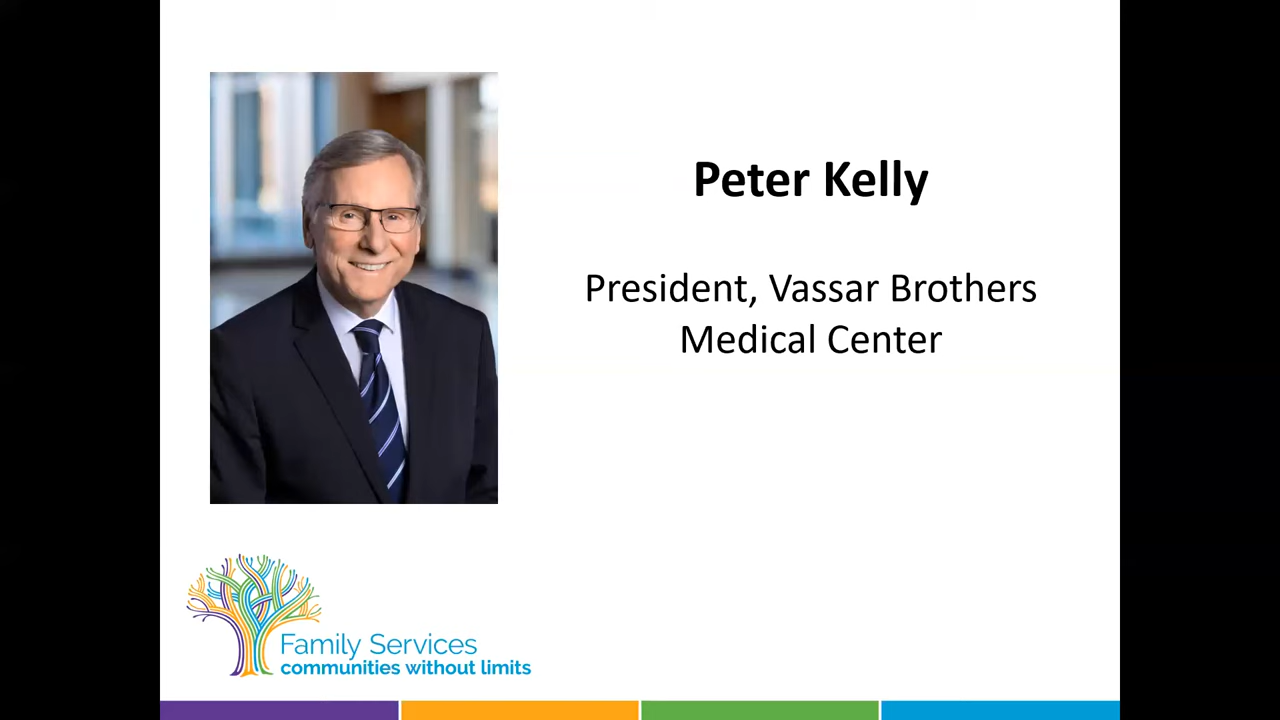 Peter Kelly
President, Vassar Brothers
Medical Center
Family Services
communities without limits